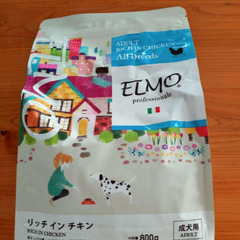 ADULT
RICH IN CHICKEN
All Breeds
ELMO
professionale
リッチ イン チキン
RICH IN CHICKEN
800g
成犬用
ADULT